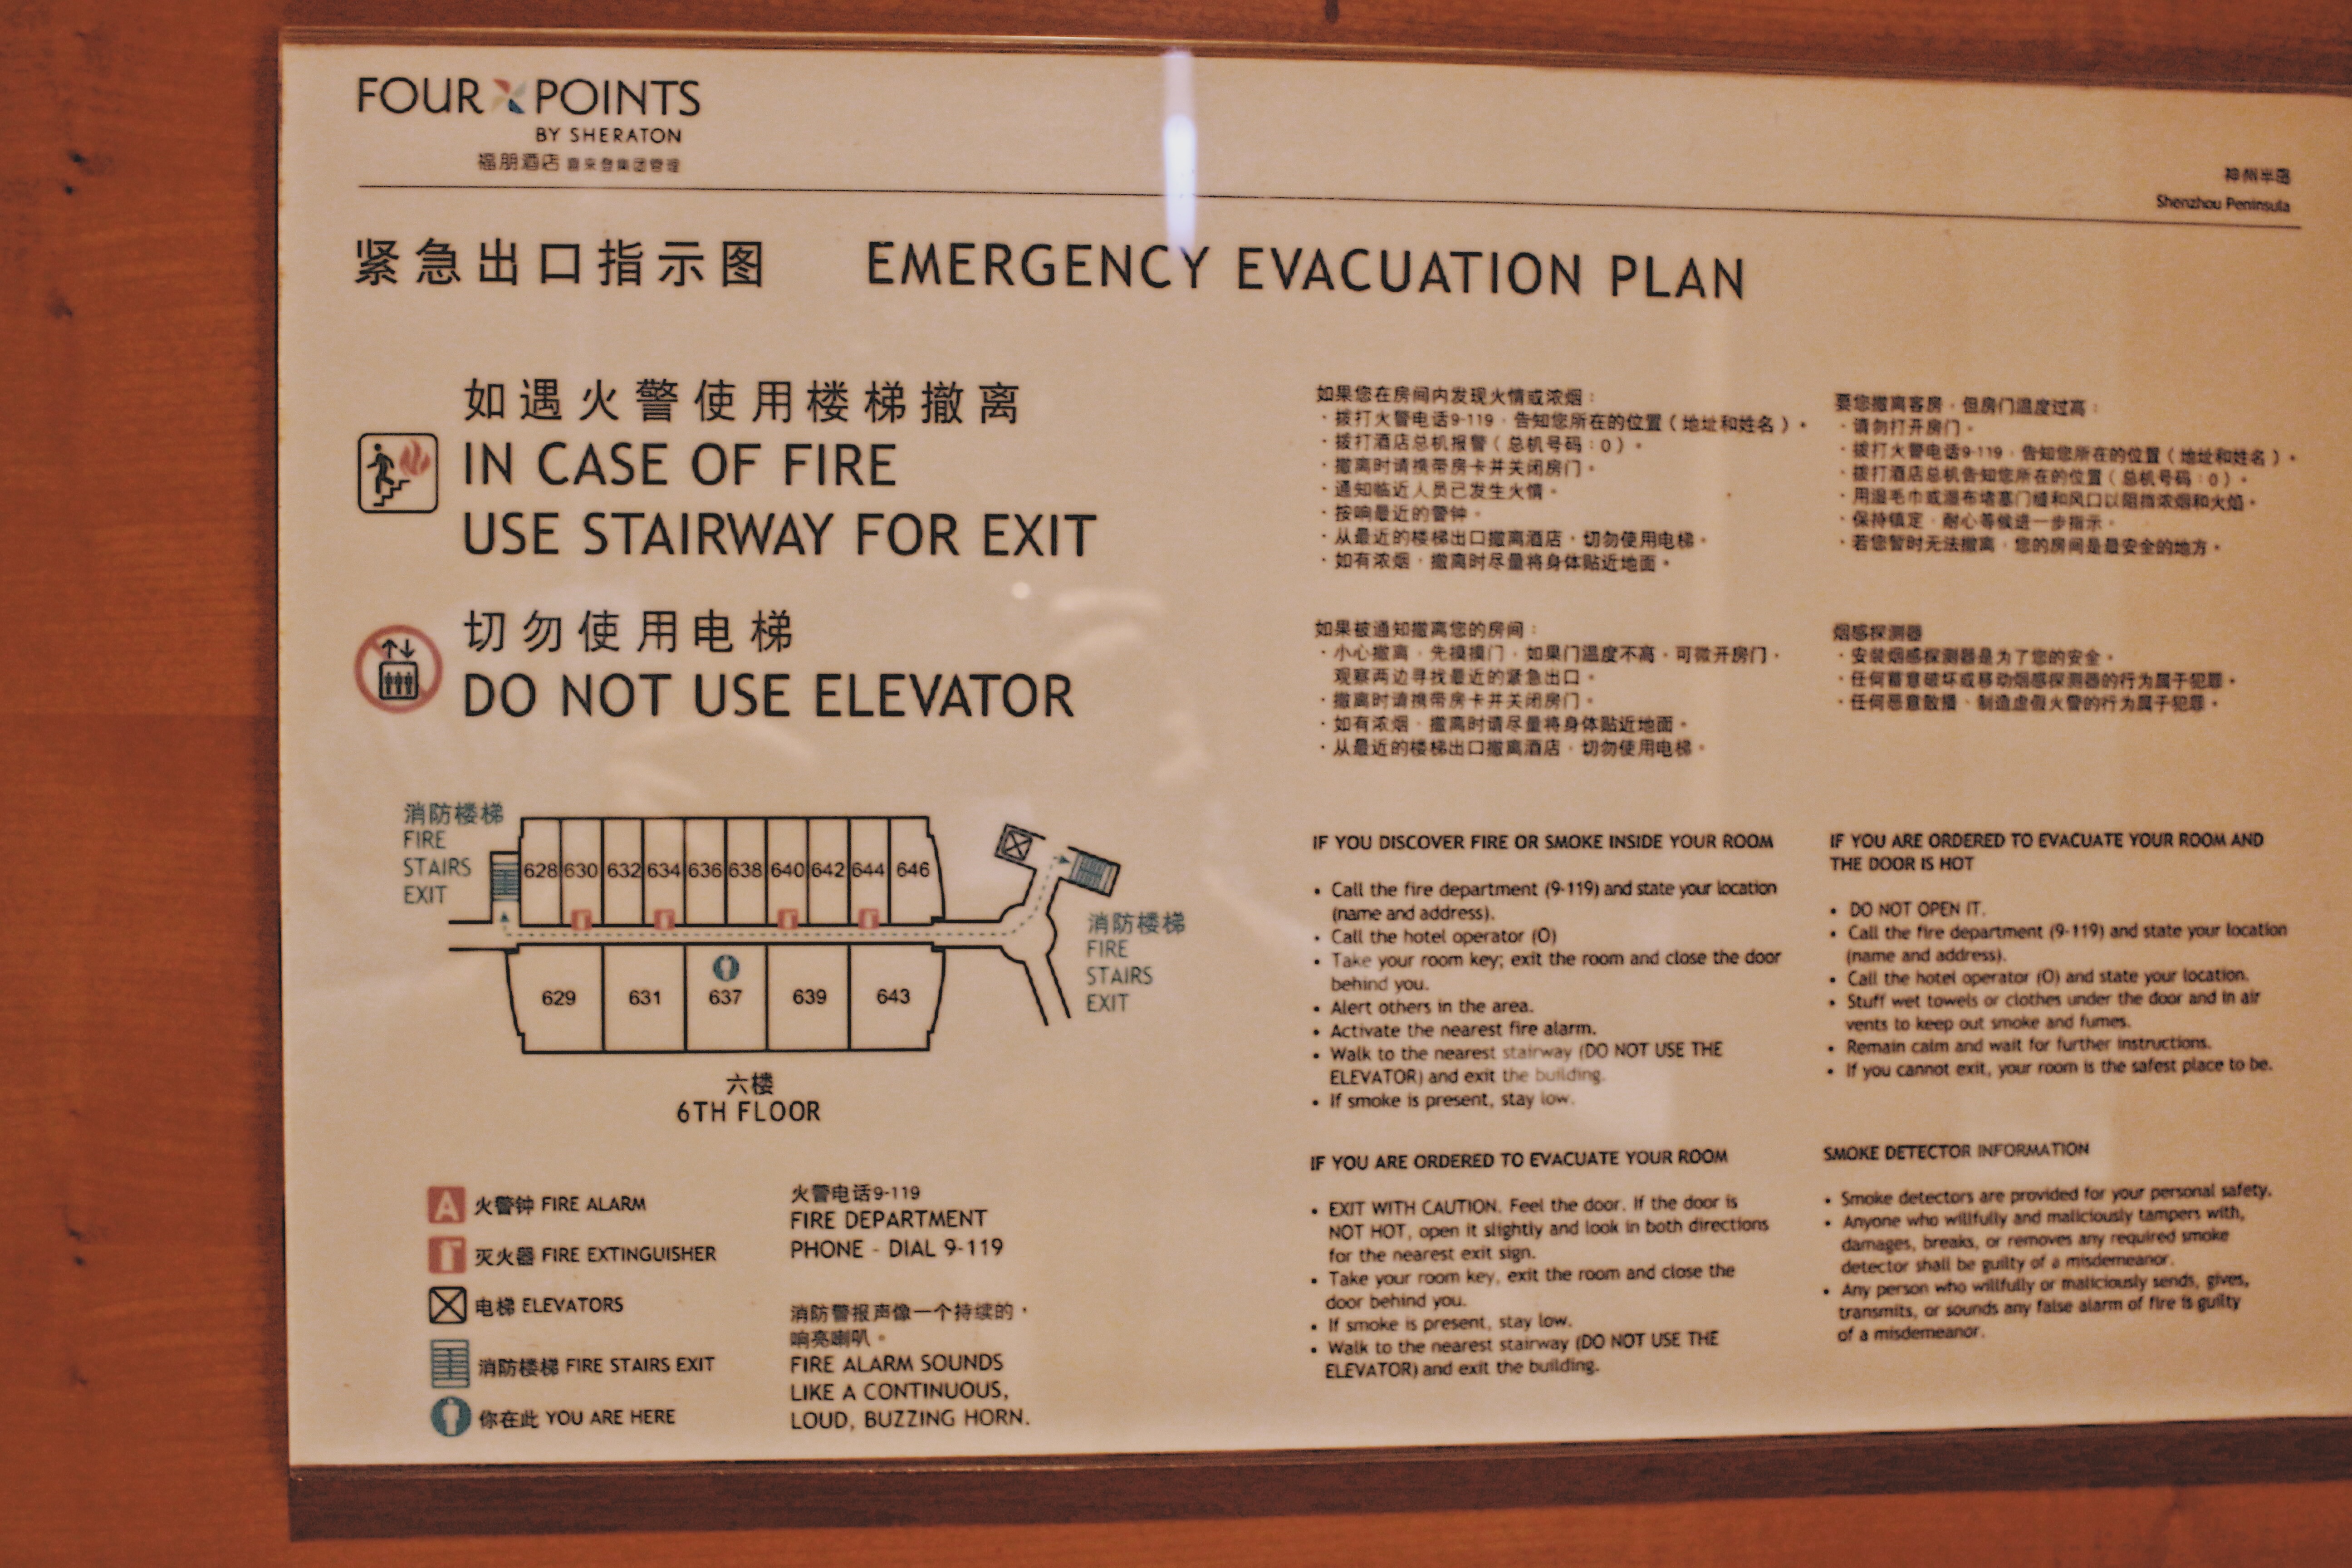 FOUR POINTS
BY SHERATON
福朋酒店 喜来登集团管理
神州半岛
Shenzhou Peninsula
紧急出口指示图 EMERGENCY EVACUATION PLAN
如遇火警使用楼梯撤离
IN CASE OF FIRE
USE STAIRWAY FOR EXIT
切勿使用电梯
DO NOT USE ELEVATOR
消防楼梯
FIRE
STAIRS
EXIT
628 630 632 634 636 638 640 642 644 646
消防楼梯
FIRE
STAIRS
EXIT
629 631 637 639 643
六楼
6TH FLOOR
A 火警钟 FIRE ALARM
灭火器 FIRE EXTINGUISHER
电梯 ELEVATORS
消防楼梯 FIRE STAIRS EXIT
你在此 YOU ARE HERE
火警电话9-119
FIRE DEPARTMENT
PHONE - DIAL 9-119
消防警报声像一个持续的，
响亮喇叭。
FIRE ALARM SOUNDS
LIKE A CONTINUOUS,
LOUD, BUZZING HORN.
如果您在房间内发现火情或浓烟：
·拨打火警电话9-119，告知您所在的位置（地址和姓名）。
·拨打酒店总机报警（总机号码：0）。
·撤离时请携带房卡并关闭房门。
·通知临近人员已发生火情。
·按响最近的警钟。
·从最近的楼梯出口撤离酒店，切勿使用电梯。
·如有浓烟，撤离时尽量将身体贴近地面。
要您撤离客房，但房门温度过高：
·请勿打开房门。
·拨打火警电话9-119，告知您所在的位置（地址和姓名）。
·拨打酒店总机告知您所在的位置（总机号码：0）。
·用湿毛巾或湿布堵塞门缝和风口以阻挡浓烟和火焰。
·保持镇定，耐心等候进一步指示。
·若您暂时无法撤离，您的房间是最安全的地方。
如果被通知撤离您的房间：
·小心撤离，先摸摸门，如果门温度不高，可微开房门，
观察两边寻找最近的紧急出口。
·撤离时请携带房卡并关闭房门。
·如有浓烟，撤离时请尽量将身体贴近地面。
·从最近的楼梯出口撤离酒店，切勿使用电梯。
烟感探测器
·安装烟感探测器是为了您的安全。
·任何蓄意破坏或移动烟感探测器的行为属于犯罪。
·任何恶意散播、制造虚假火警的行为属于犯罪。
IF YOU DISCOVER FIRE OR SMOKE INSIDE YOUR ROOM
• Call the fire department (9-119) and state your location
(name and address).
• Call the hotel operator (O)
• Take your room key; exit the room and close the door
behind you.
• Alert others in the area.
• Activate the nearest fire alarm.
• Walk to the nearest stairway (DO NOT USE THE
ELEVATOR) and exit the building.
• If smoke is present, stay low.
IF YOU ARE ORDERED TO EVACUATE YOUR ROOM AND
THE DOOR IS HOT
• DO NOT OPEN IT.
• Call the fire department (9-119) and state your location
(name and address).
• Call the hotel operator (O) and state your location.
• Stuff wet towels or clothes under the door and in air
vents to keep out smoke and fumes.
• Remain calm and wait for further instructions.
• If you cannot exit, your room is the safest place to be.
IF YOU ARE ORDERED TO EVACUATE YOUR ROOM
• EXIT WITH CAUTION. Feel the door. If the door is
NOT HOT, open it slightly and look in both directions
for the nearest exit sign.
• Take your room key, exit the room and close the
door behind you.
• If smoke is present, stay low.
• Walk to the nearest stairway (DO NOT USE THE
ELEVATOR) and exit the building.
SMOKE DETECTOR INFORMATION
• Smoke detectors are provided for your personal safety.
• Anyone who willfully and maliciously tampers with,
damages, breaks, or removes any required smoke
detector shall be guilty of a misdemeanor.
• Any person who willfully or maliciously sends, gives,
transmits, or sounds any false alarm of fire is guilty
of a misdemeanor.